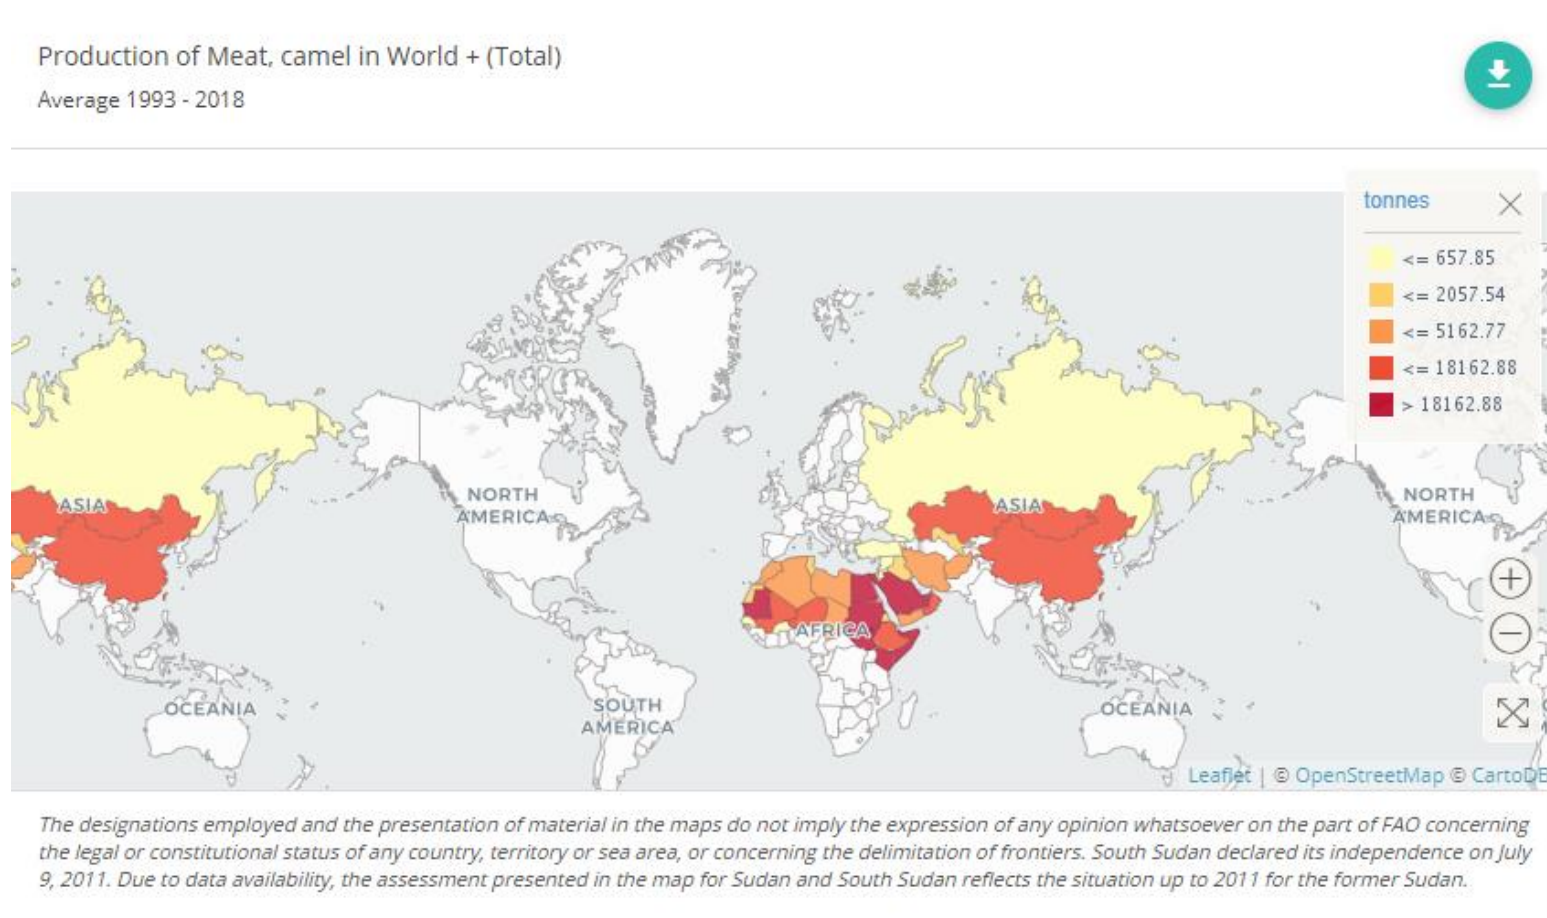 Production of Meat, camel in World + (Total)
Average 1993 - 2018
tonnes
<= 657.85
<= 2057.54
<= 5162.77
<= 18162.88
> 18162.88
ASIA
NORTH
AMERICA
ASIA
NORTH
AMERICA
AFRICA
OCEANIA
SOUTH
AMERICA
OCEANIA
Leaflet | © OpenStreetMap © CartoDB
The designations employed and the presentation of material in the maps do not imply the expression of any opinion whatsoever on the part of FAO concerning
the legal or constitutional status of any country, territory or sea area, or concerning the delimitation of frontiers. South Sudan declared its independence on July
9, 2011. Due to data availability, the assessment presented in the map for Sudan and South Sudan reflects the situation up to 2011 for the former Sudan.